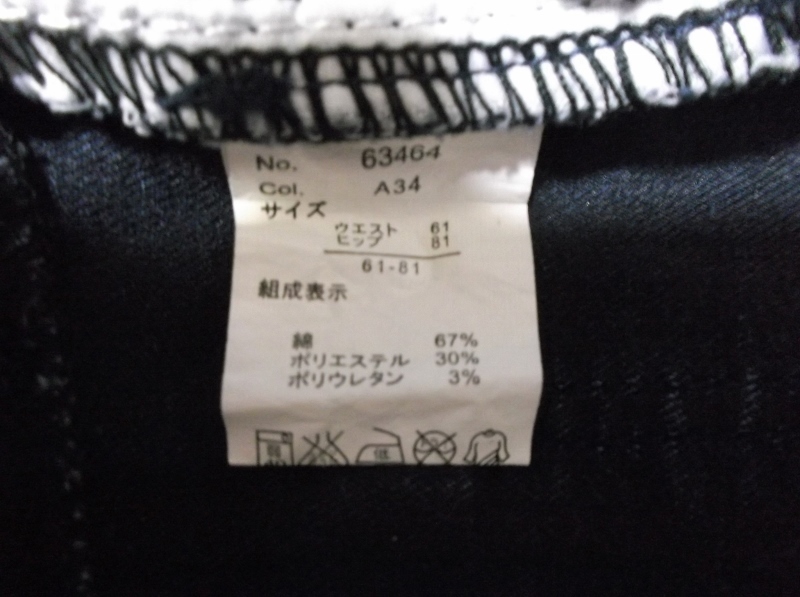 No. 63464
Col. A34
サイズ
ウエスト 61
ヒップ 81
61-81
組成表示
綿 67%
ポリエステル 30%
ポリウレタン 3%
低